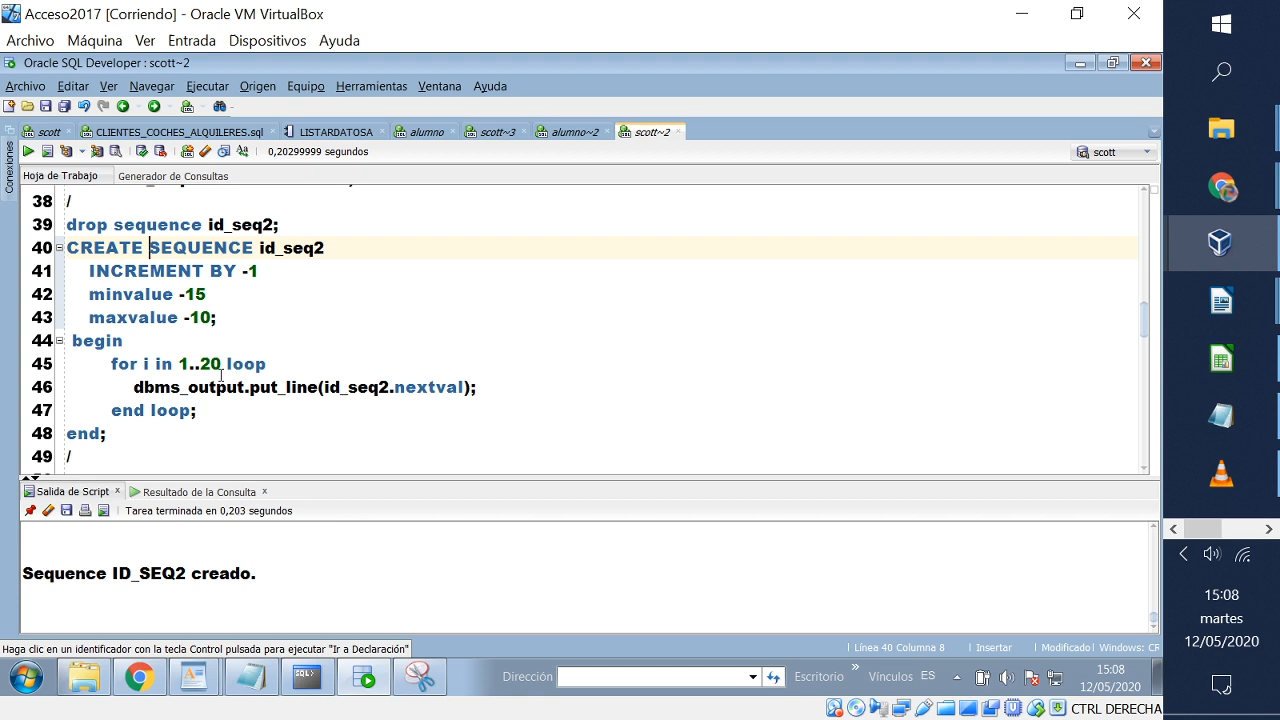 Acceso2017 [Corriendo] - Oracle VM VirtualBox
Archivo Máquina Ver Entrada Dispositivos Ayuda
Oracle SQL Developer : scott~2
Archivo Editar Ver Navegar Ejecutar Origen Equipo Herramientas Ventana Ayuda
scott CLIENTES_COCHES_ALQUILERES.sql LISTARDATOSA alumno scott~3 alumno~2 scott~2
0,20299999 segundos
scott
Conexiones
Hoja de Trabajo Generador de Consultas
38 /
39 drop sequence id_seq2;
40 CREATE SEQUENCE id_seq2
41 INCREMENT BY -1
42 minvalue -15
43 maxvalue -10;
44 begin
45 for i in 1..20 loop
46 dbms_output.put_line(id_seq2.nextval);
47 end loop;
48 end;
49 /
Salida de Script Resultado de la Consulta
Tarea terminada en 0,203 segundos
Sequence ID_SEQ2 creado.
Haga clic en un identificador con la tecla Control pulsada para ejecutar "Ir a Declaración"
Línea 40 Columna 8 Insertar Modificado Windows: CR
Dirección Escritorio » Vínculos ES
15:08
12/05/2020
CTRL DERECHA
15:08
martes
12/05/2020